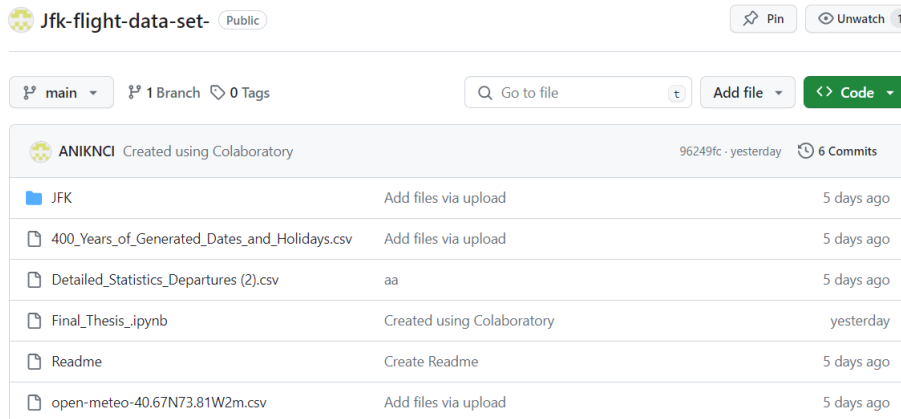 Jfk-flight-data-set- Public Pin Unwatch 1
main 1 Branch 0 Tags Go to file t Add file Code
ANIKNCI Created using Colaboratory 96249fc · yesterday 6 Commits
JFK Add files via upload 5 days ago
400_Years_of_Generated_Dates_and_Holidays.csv Add files via upload 5 days ago
Detailed_Statistics_Departures (2).csv aa 5 days ago
Final_Thesis_.ipynb Created using Colaboratory yesterday
Readme Create Readme 5 days ago
open-meteo-40.67N73.81W2m.csv Add files via upload 5 days ago